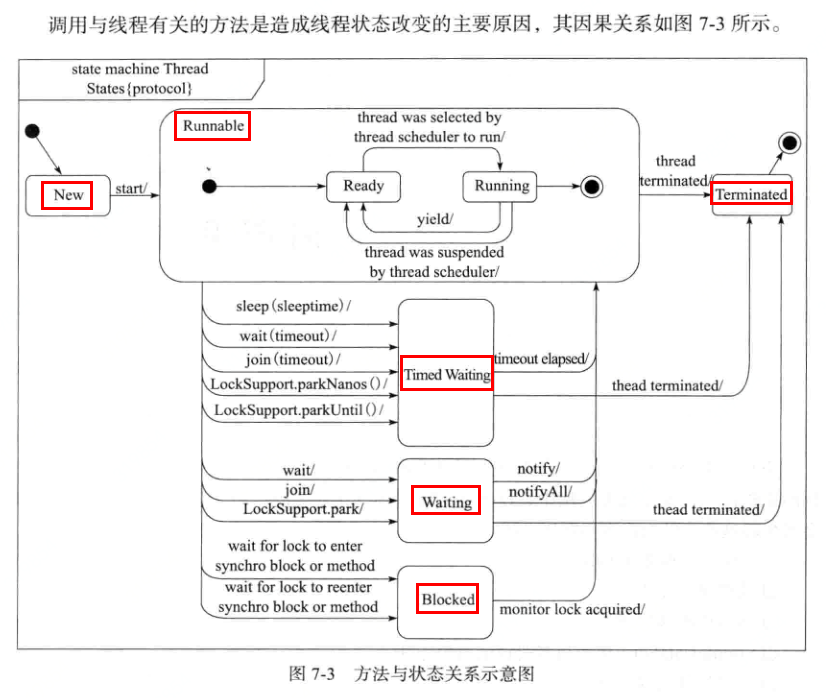 调用与线程有关的方法是造成线程状态改变的主要原因，其因果关系如图 7-3 所示。
state machine Thread
States{protocol}
Runnable
thread was selected by
thread scheduler to run/
New
start/
Ready
Running
yield/
thread was suspended
by thread scheduler/
thread
terminated/
Terminated
sleep(sleeptime)/
wait(timeout)/
join(timeout)/
LockSupport.parkNanos()/
LockSupport.parkUntil()/
Timed Waiting
timeout elapsed/
thead terminated/
wait/
join/
LockSupport.park/
Waiting
notify/
notifyAll/
thead terminated/
wait for lock to enter
synchro block or method
wait for lock to reenter
synchro block or method
Blocked
monitor lock acquired/
图 7-3 方法与状态关系示意图